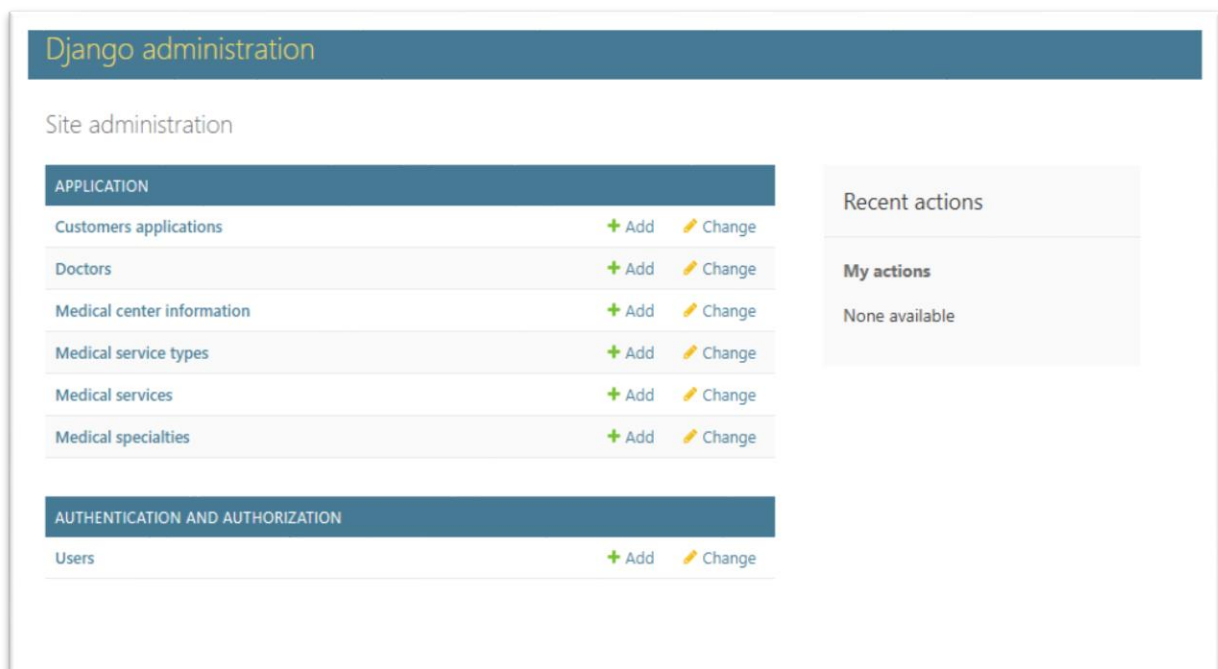 Django administration
Site administration
APPLICATION
Customers applications Add Change
Doctors Add Change
Medical center information Add Change
Medical service types Add Change
Medical services Add Change
Medical specialties Add Change
AUTHENTICATION AND AUTHORIZATION
Users Add Change
Recent actions
My actions
None available